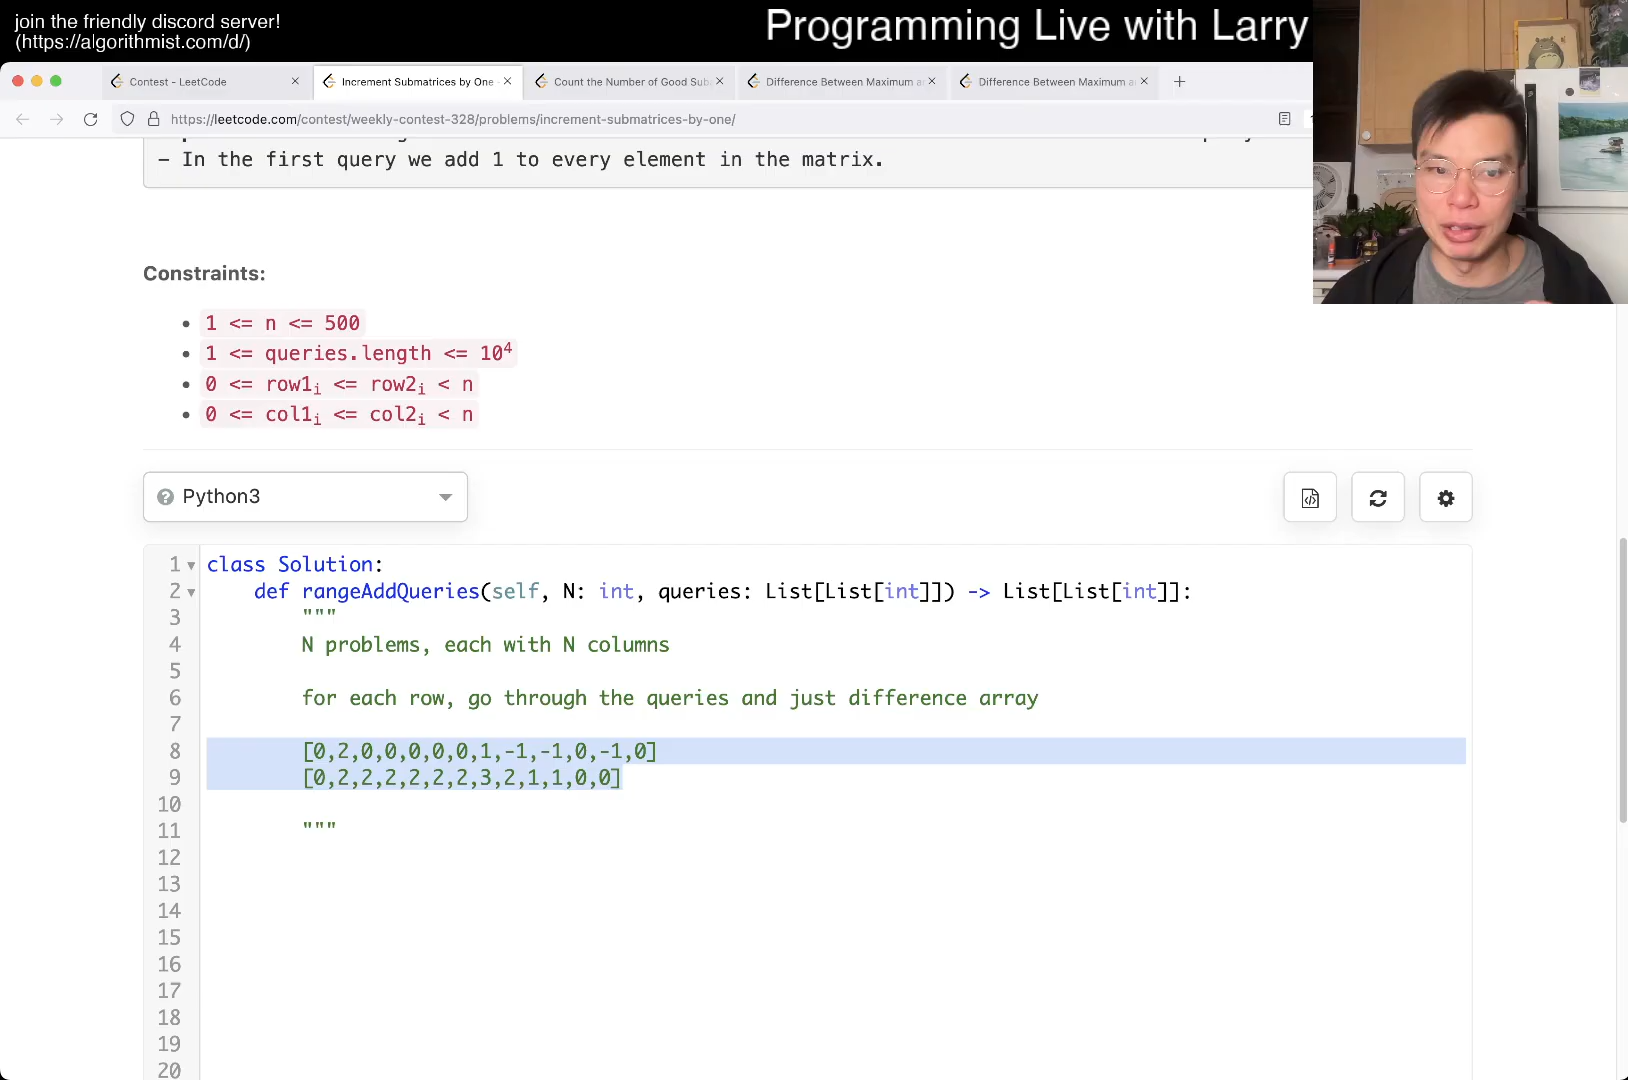 join the friendly discord server!
(https://algorithmist.com/d/)
Programming Live with Larry
Contest - LeetCode
Increment Submatrices by One -
Count the Number of Good Sub
Difference Between Maximum a
Difference Between Maximum a
https://leetcode.com/contest/weekly-contest-328/problems/increment-submatrices-by-one/
- In the first query we add 1 to every element in the matrix.
Constraints:
1 <= n <= 500
1 <= queries.length <= 10⁴
0 <= row1ᵢ <= row2ᵢ < n
0 <= col1ᵢ <= col2ᵢ < n
Python3
1 class Solution:
2 def rangeAddQueries(self, N: int, queries: List[List[int]]) -> List[List[int]]:
3 """
4 N problems, each with N columns
5
6 for each row, go through the queries and just difference array
7
8 [0,2,0,0,0,0,0,1,-1,-1,0,-1,0]
9 [0,2,2,2,2,2,2,3,2,1,1,0,0]
10
11 """
12
13
14
15
16
17
18
19
20